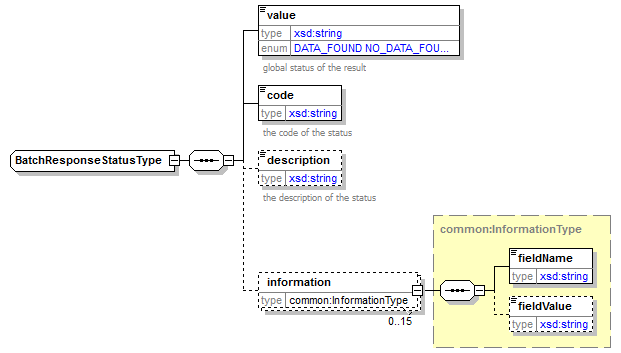 value
type xsd:string
enum DATA_FOUND NO_DATA_FOU...
global status of the result
code
type xsd:string
the code of the status
BatchResponseStatusType
description
type xsd:string
the description of the status
common:InformationType
information
type common:InformationType
0..15
fieldName
type xsd:string
fieldValue
type xsd:string